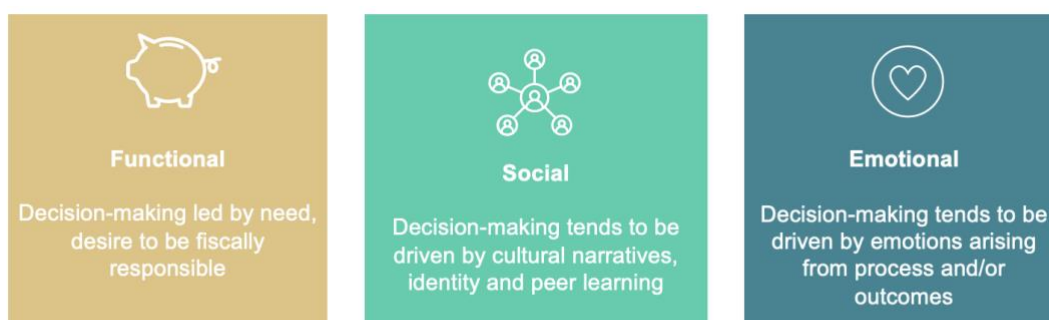 Functional
Decision-making led by need,
desire to be fiscally
responsible
Social
Decision-making tends to be
driven by cultural narratives,
identity and peer learning
Emotional
Decision-making tends to be
driven by emotions arising
from process and/or
outcomes